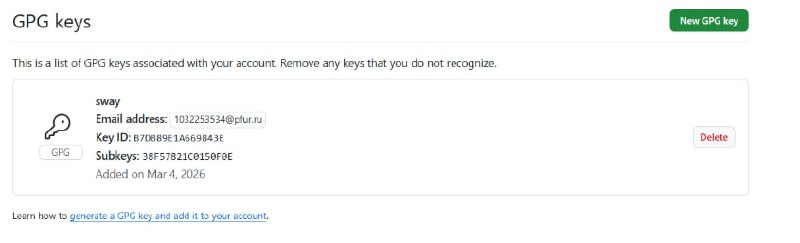 GPG keys
New GPG key
This is a list of GPG keys associated with your account. Remove any keys that you do not recognize.
sway
Email address: 1032253534@pfur.ru
Key ID: B7D889E1A669843E
Subkeys: 38F57821C0150F0E
Added on Mar 4, 2026
GPG
Delete
Learn how to generate a GPG key and add it to your account.